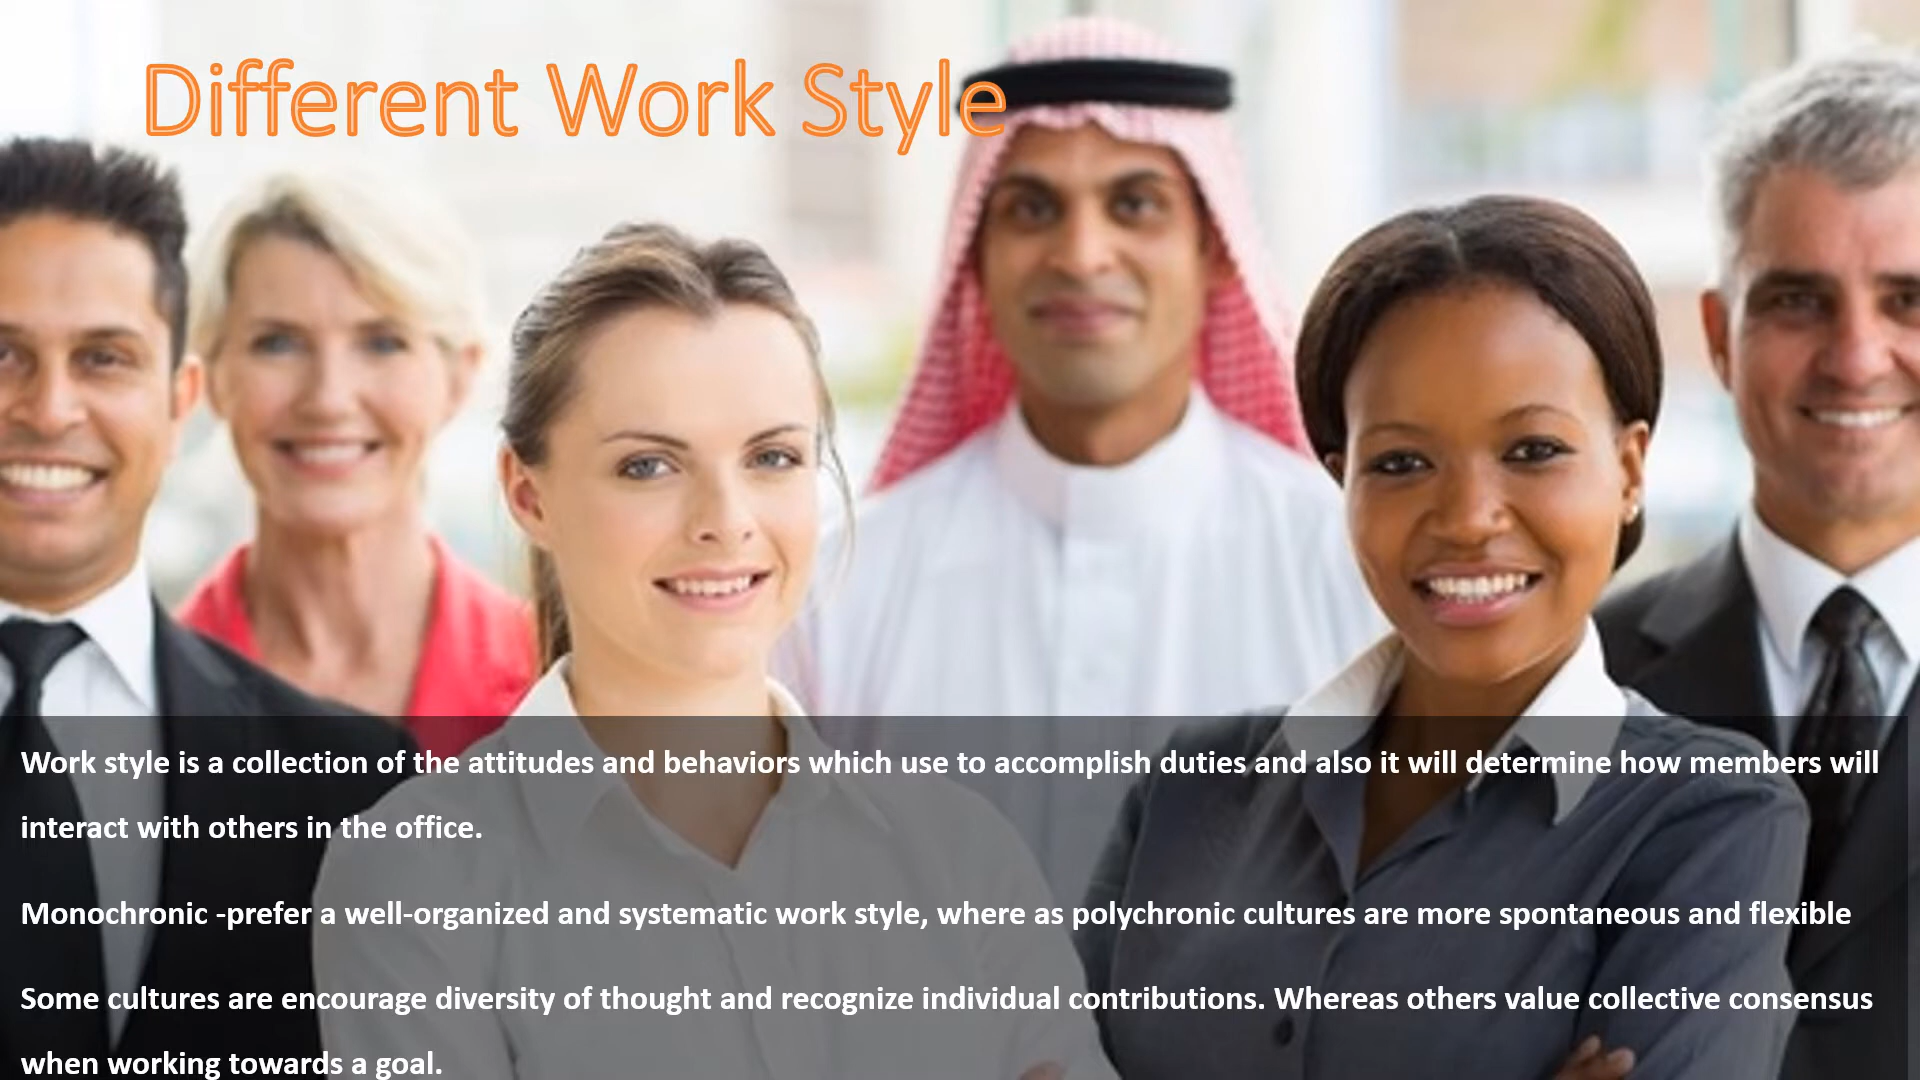 Different Work Style
Work style is a collection of the attitudes and behaviors which use to accomplish duties and also it will determine how members will
interact with others in the office.
Monochronic -prefer a well-organized and systematic work style, where as polychronic cultures are more spontaneous and flexible
Some cultures are encourage diversity of thought and recognize individual contributions. Whereas others value collective consensus
when working towards a goal.